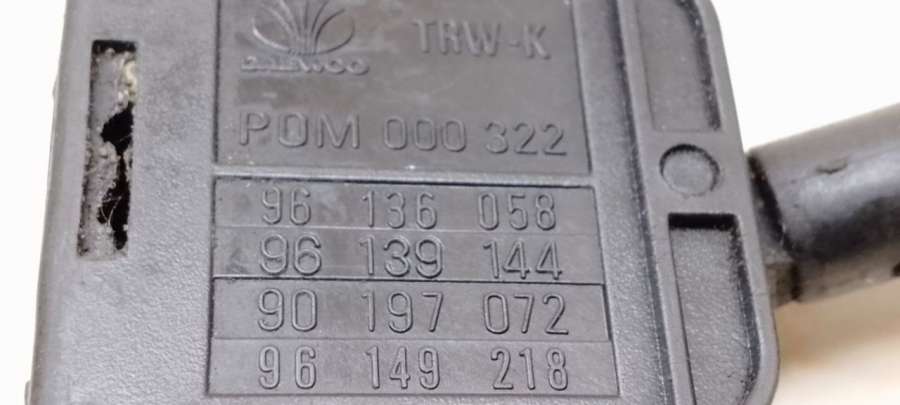 TRW-K
DAEWOO
POM 000 322
96 136 058
96 139 144
90 197 072
96 149 218